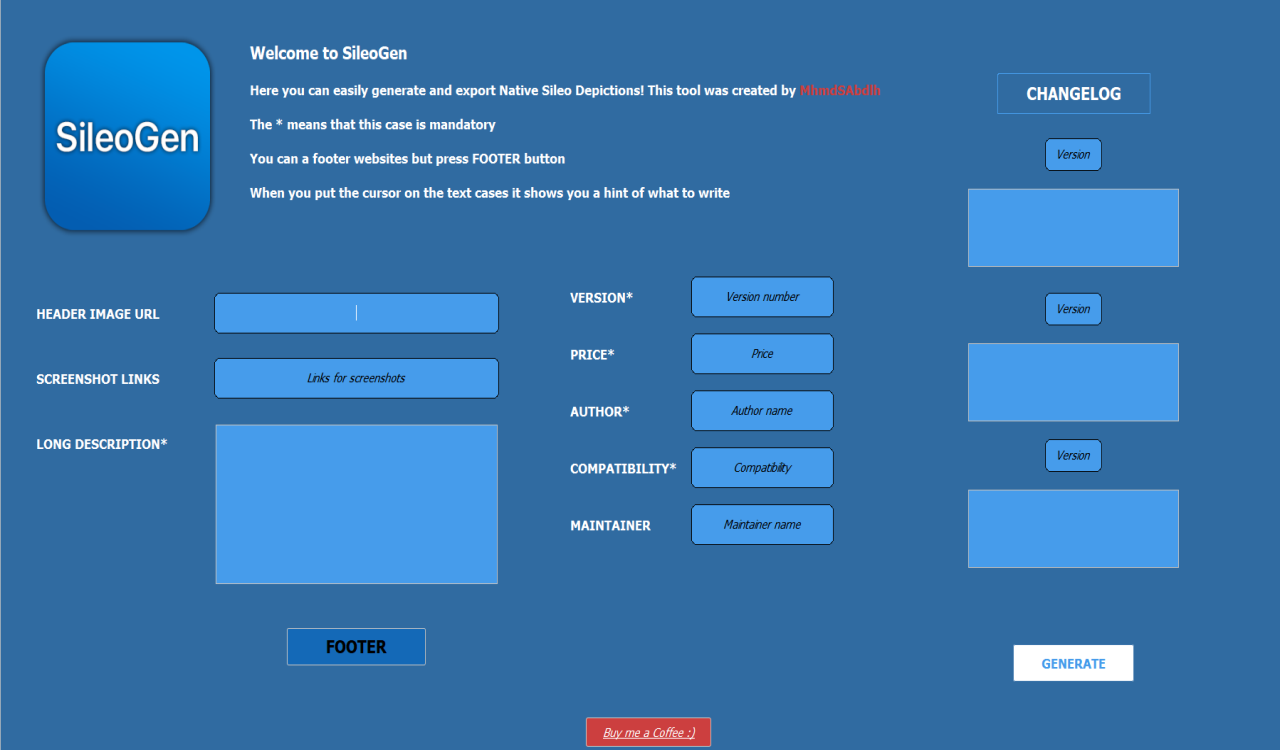 SileoGen
Welcome to SileoGen
Here you can easily generate and export Native Sileo Depictions! This tool was created by MhmdSAbdlh
The * means that this case is mandatory
You can a footer websites but press FOOTER button
When you put the cursor on the text cases it shows you a hint of what to write
HEADER IMAGE URL
SCREENSHOT LINKS
Links for screenshots
LONG DESCRIPTION*
FOOTER
VERSION*
Version number
PRICE*
Price
AUTHOR*
Author name
COMPATIBILITY*
Compatiblity
MAINTAINER
Maintainer name
CHANGELOG
Version
Version
Version
GENERATE
Buy me a Coffee :)